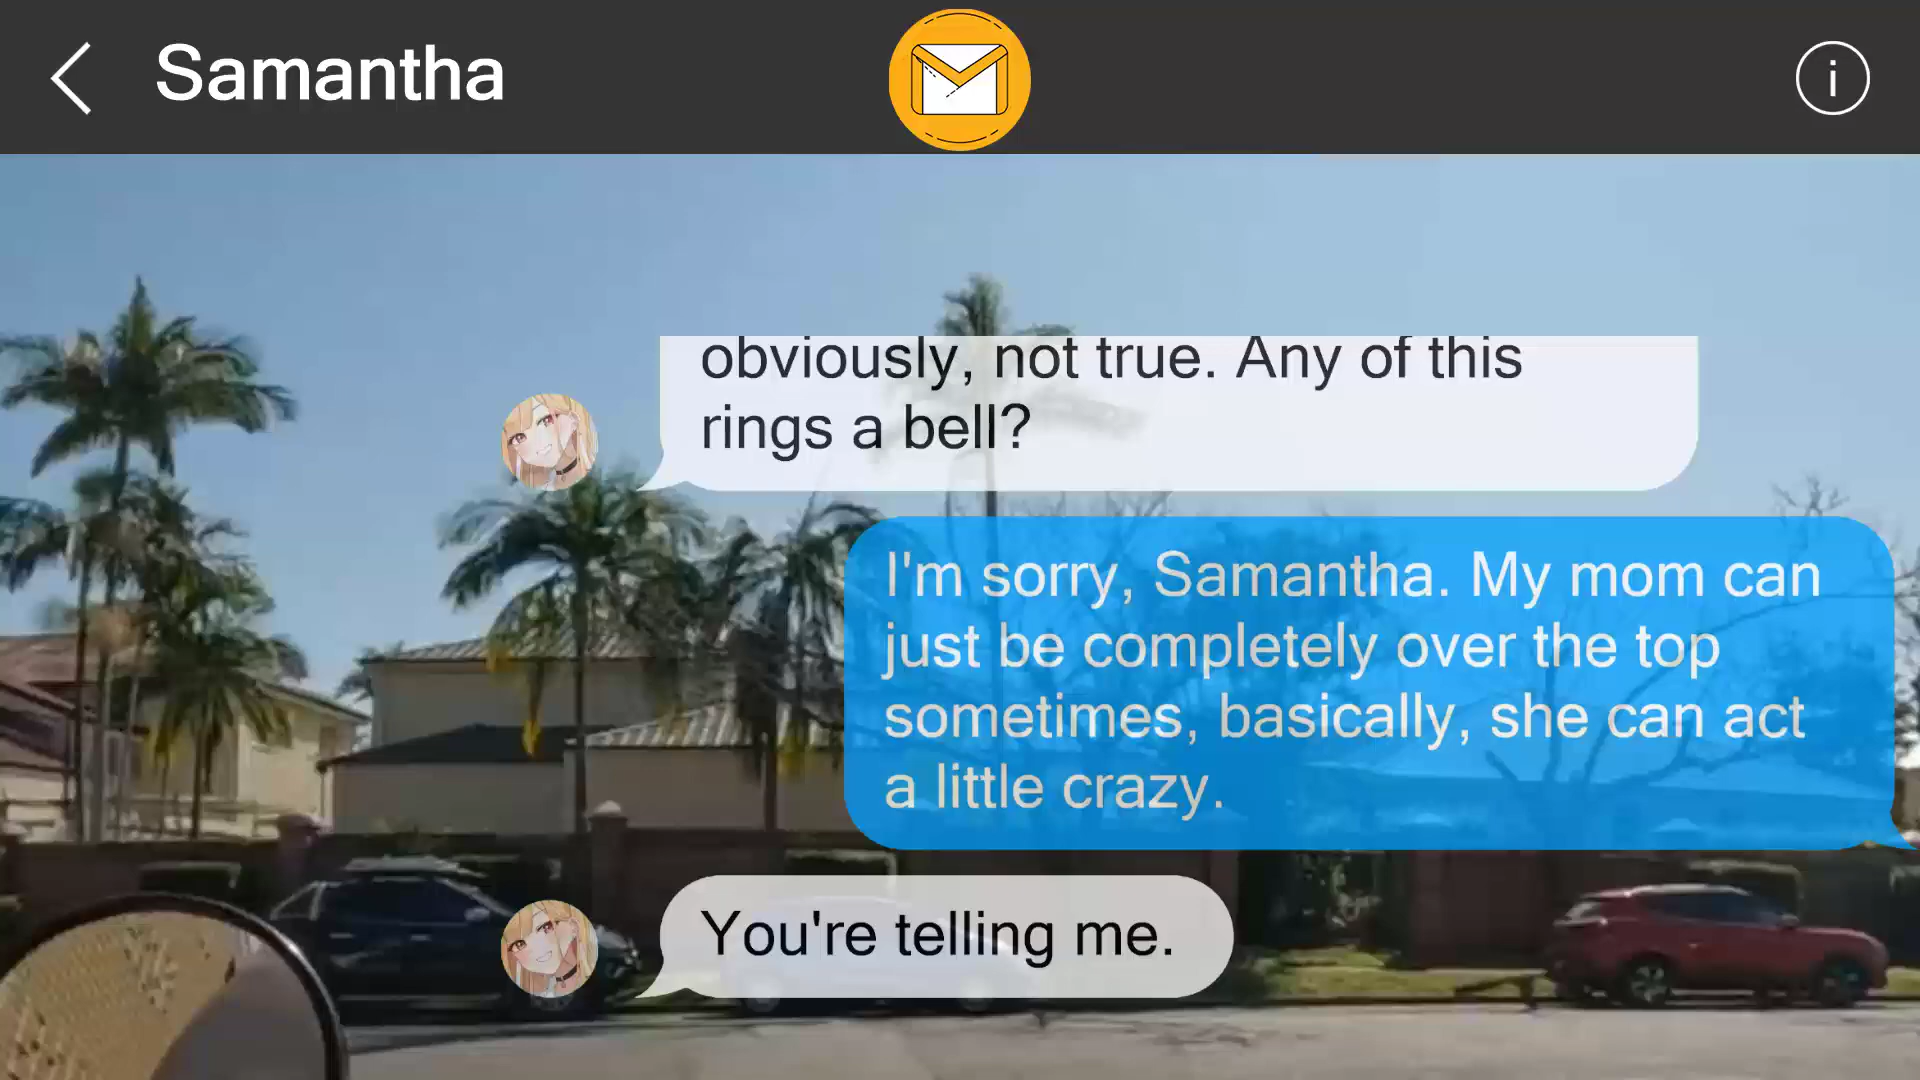 Samantha
i
obviously, not true. Any of this
rings a bell?
I'm sorry, Samantha. My mom can
just be completely over the top
sometimes, basically, she can act
a little crazy.
You're telling me.